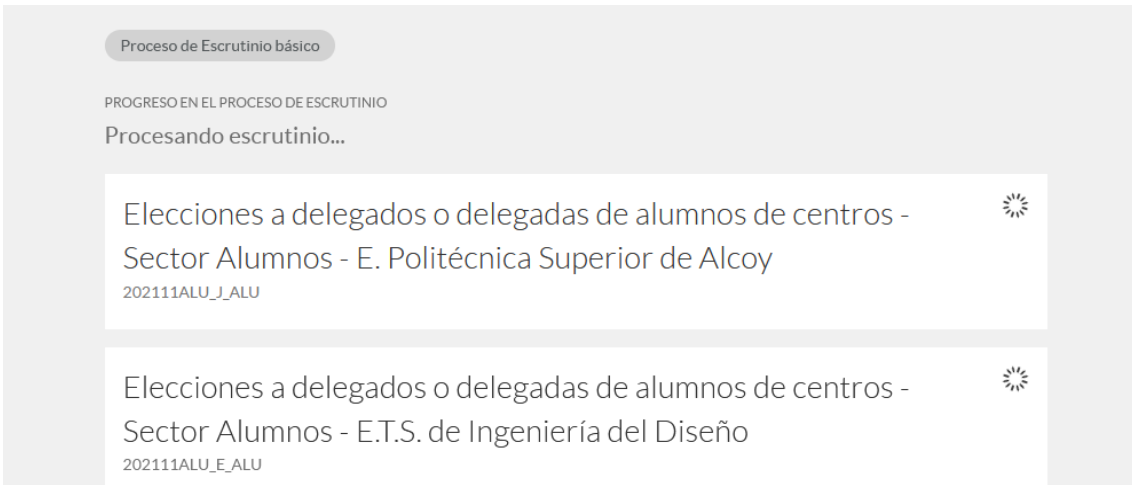 Proceso de Escrutinio básico
PROGRESO EN EL PROCESO DE ESCRUTINIO
Procesando escrutinio...
Elecciones a delegados o delegadas de alumnos de centros -
Sector Alumnos - E. Politécnica Superior de Alcoy
202111ALU_J_ALU
Elecciones a delegados o delegadas de alumnos de centros -
Sector Alumnos - E.T.S. de Ingeniería del Diseño
202111ALU_E_ALU